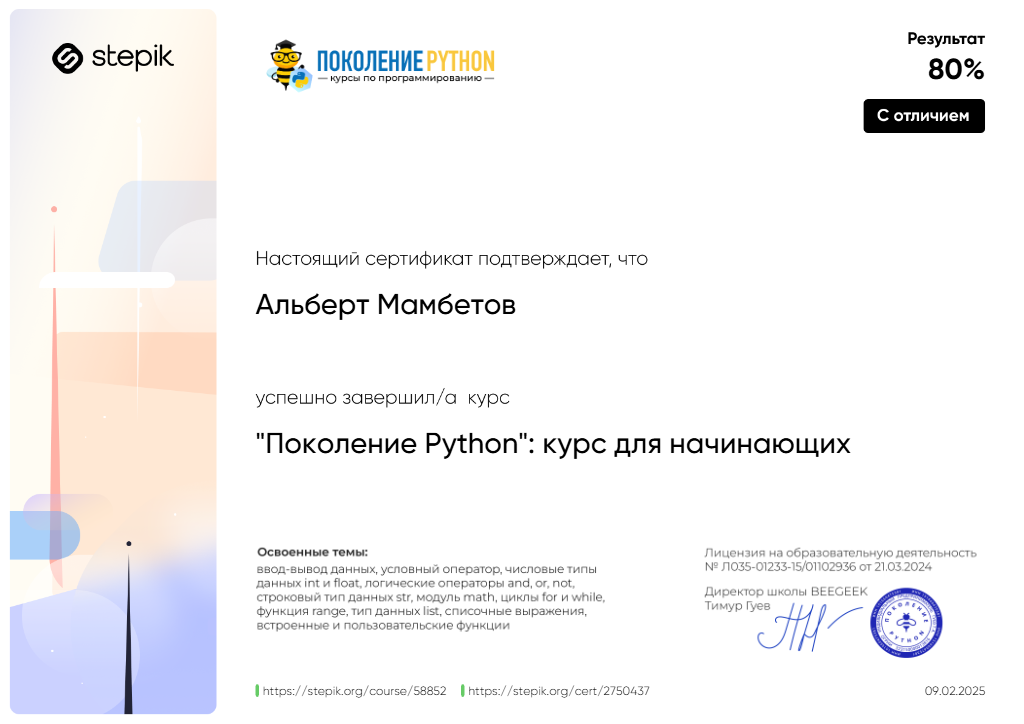 stepik
ПОКОЛЕНИЕ PYTHON
— курсы по программированию —
Результат
80%
С отличием
Настоящий сертификат подтверждает, что
Альберт Мамбетов
успешно завершил/а курс
"Поколение Python": курс для начинающих
Освоенные темы:
ввод-вывод данных, условный оператор, числовые типы
данных int и float, логические операторы and, or, not,
строковый тип данных str, модуль math, циклы for и while,
функция range, тип данных list, списочные выражения,
встроенные и пользовательские функции
Лицензия на образовательную деятельность
№ Л035-01233-15/01102936 от 21.03.2024
Директор школы BEEGEEK
Тимур Гуев
ПОКОЛЕНИЕ
PYTHON
https://stepik.org/course/58852
https://stepik.org/cert/2750437
09.02.2025